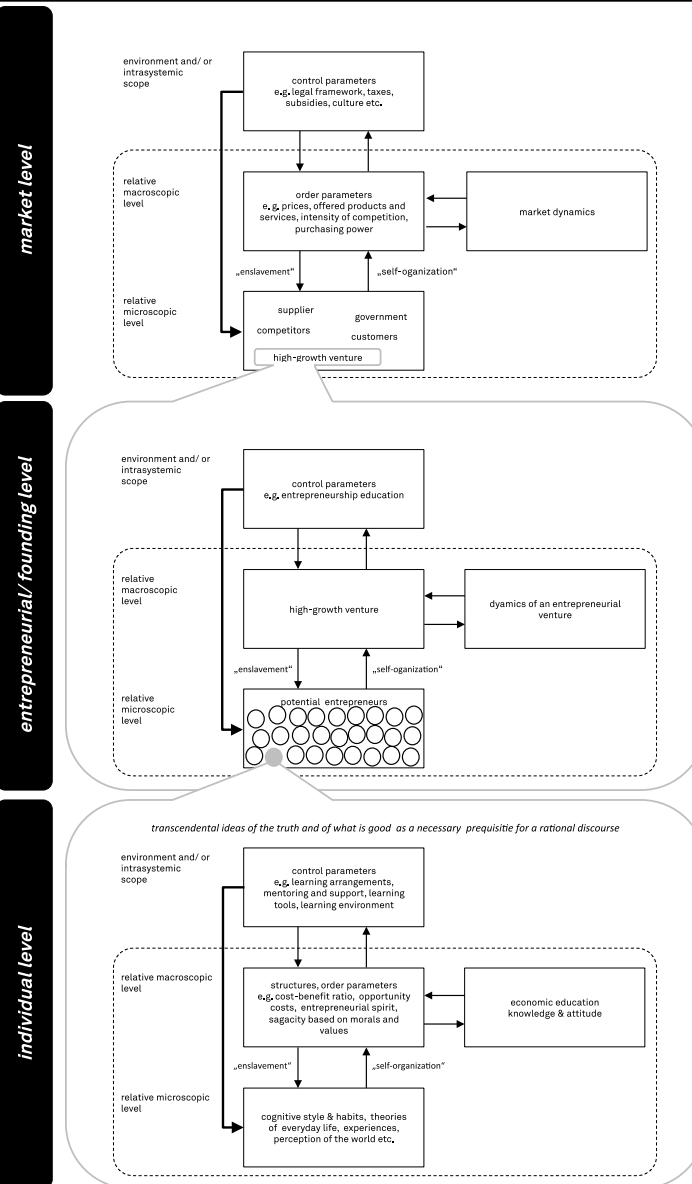 market level
environment and/ or
intrasystemic
scope
control parameters
e.g. legal framework, taxes,
subsidies, culture etc.
relative
macroscopic
level
order parameters
e.g. prices, offered products and
services, intensity of competition,
purchasing power
market dynamics
„enslavement“
„self-oganization“
relative
microscopic
level
supplier
government
competitors
customers
high-growth venture
entrepreneurial/ founding level
environment and/ or
intrasystemic
scope
control parameters
e.g. entrepreneurship education
relative
macroscopic
level
high-growth venture
dyamics of an entrepreneurial
venture
„enslavement“
„self-oganization“
relative
microscopic
level
potential entrepreneurs
individual level
transcendental ideas of the truth and of what is good as a necessary prequisitie for a rational discourse
environment and/ or
intrasystemic
scope
control parameters
e.g. learning arrangements,
mentoring and support, learning
tools, learning environment
relative macroscopic
level
structures, order parameters
e.g. cost-benefit ratio, opportunity
costs, entrepreneurial spirit,
sagacity based on morals and
values
economic education
knowledge & attitude
„enslavement“
„self-organization“
relative microscopic
level
cognitive style & habits, theories
of everyday life, experiences,
perception of the world etc.